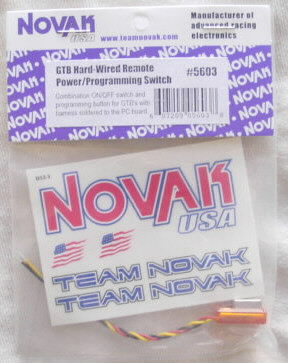 NOVAK
USA
Manufacturer of
advanced racing
electronics
www.teamnovak.com
GTB Hard-Wired Remote
Power/Programming Switch
#5603
Combination ON/OFF switch and
programming button for GTB's with
harness soldered to the PC board.
NOVAK
USA
TEAM NOVAK
TEAM NOVAK